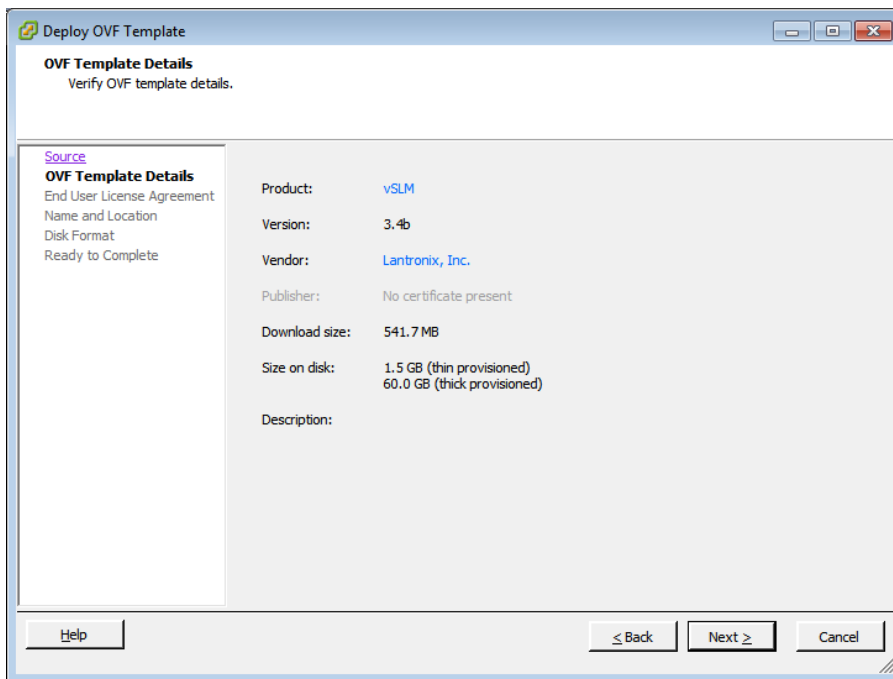 Deploy OVF Template
OVF Template Details
Verify OVF template details.
Source
OVF Template Details
End User License Agreement
Name and Location
Disk Format
Ready to Complete
Product: vSLM
Version: 3.4b
Vendor: Lantronix, Inc.
Publisher: No certificate present
Download size: 541.7 MB
Size on disk: 1.5 GB (thin provisioned)
60.0 GB (thick provisioned)
Description:
Help
< Back
Next >
Cancel